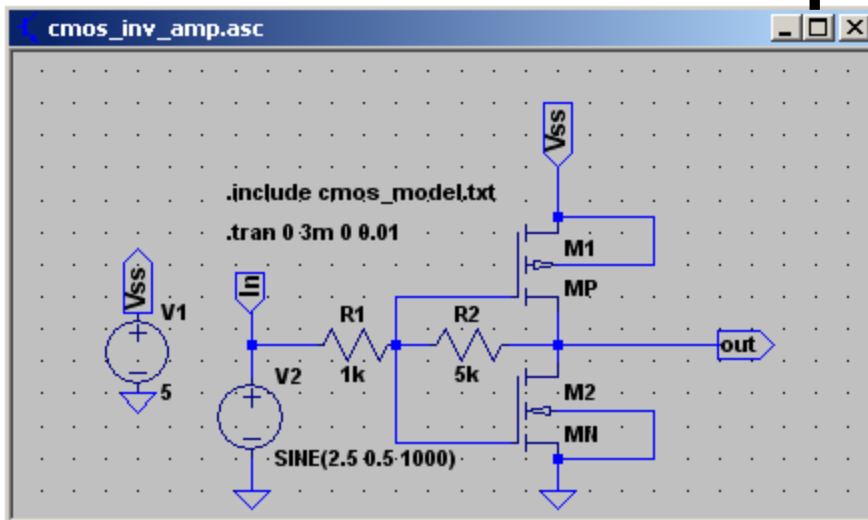 cmos_inv_amp.asc
Vss
.include cmos_model.txt
.tran 0 3m 0 0.01
M1
MP
Vss
In
V1
R1
R2
out
1k
5k
V2
M2
5
MN
SINE(2.5 0.5 1000)